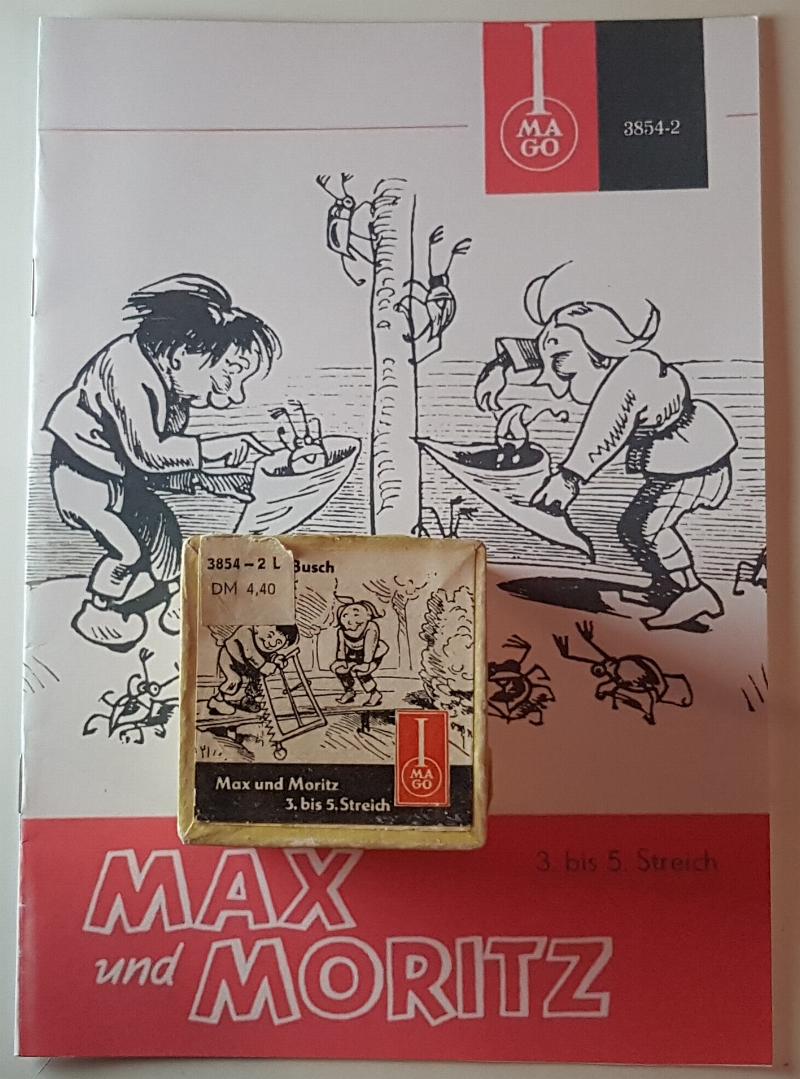 I
MA
GO
3854-2
3854-2 L
Busch
DM 4,40
I
MA
GO
Max und Moritz
3. bis 5. Streich
3. bis 5. Streich
MAX
und MORITZ